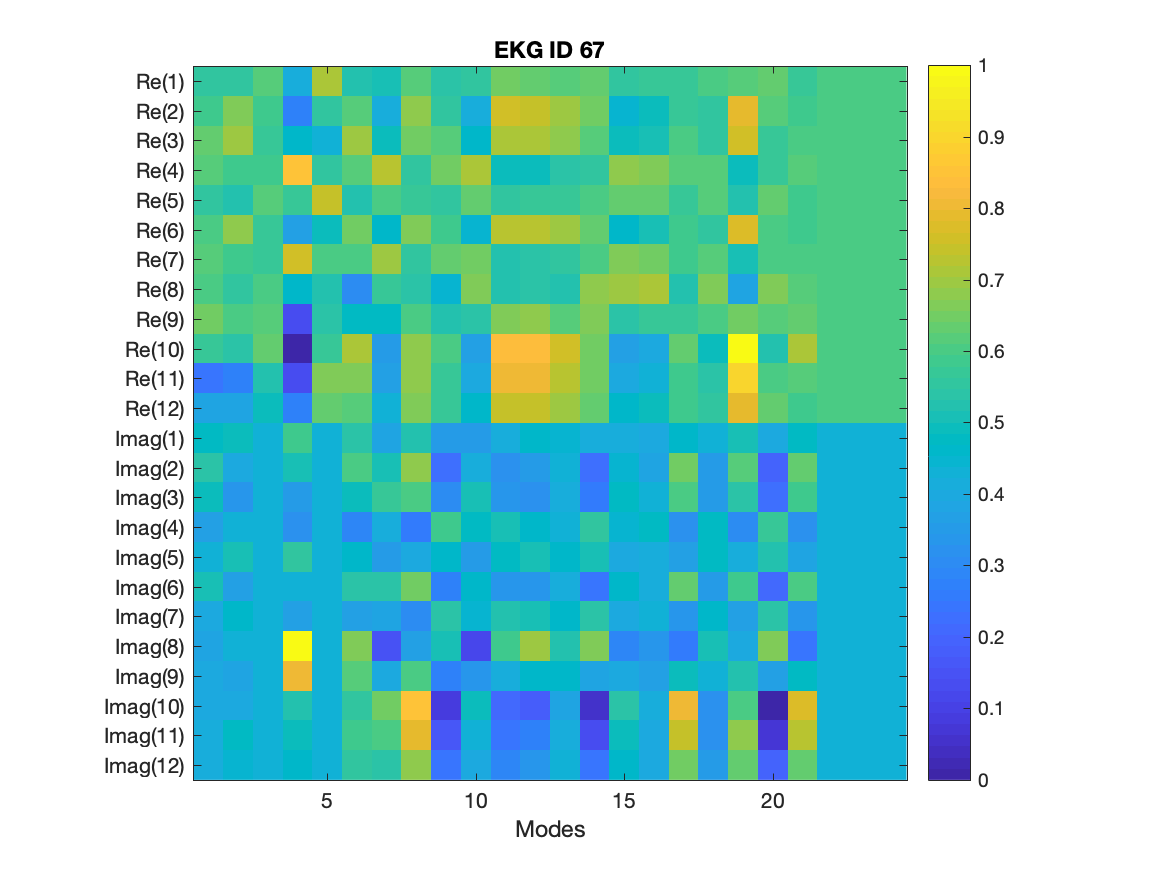 EKG ID 67
Re(1)
Re(2)
Re(3)
Re(4)
Re(5)
Re(6)
Re(7)
Re(8)
Re(9)
Re(10)
Re(11)
Re(12)
Imag(1)
Imag(2)
Imag(3)
Imag(4)
Imag(5)
Imag(6)
Imag(7)
Imag(8)
Imag(9)
Imag(10)
Imag(11)
Imag(12)
5 10 15 20
Modes
1
0.9
0.8
0.7
0.6
0.5
0.4
0.3
0.2
0.1
0